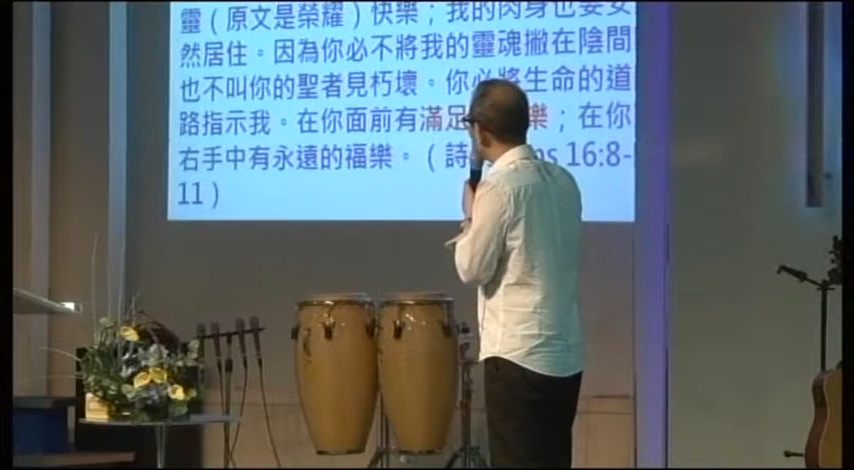 靈（原文是榮耀）快樂；我的肉身也要安
然居住。因為你必不將我的靈魂撇在陰間
也不叫你的聖者見朽壞。你必將生命的道
路指示我。在你面前有滿足 樂；在你
右手中有永遠的福樂。（詩 ms 16:8-
11）